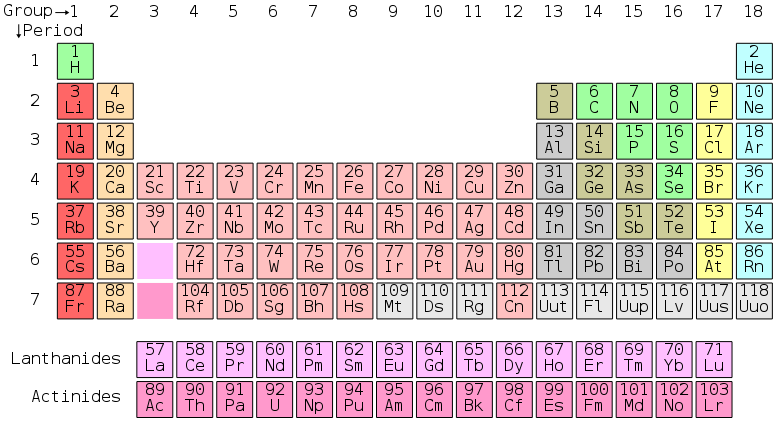 Group→1 2 3 4 5 6 7 8 9 10 11 12 13 14 15 16 17 18
↓Period
1 1 2
H He
2 3 4 5 6 7 8 9 10
Li Be B C N O F Ne
3 11 12 13 14 15 16 17 18
Na Mg Al Si P S Cl Ar
4 19 20 21 22 23 24 25 26 27 28 29 30 31 32 33 34 35 36
K Ca Sc Ti V Cr Mn Fe Co Ni Cu Zn Ga Ge As Se Br Kr
5 37 38 39 40 41 42 43 44 45 46 47 48 49 50 51 52 53 54
Rb Sr Y Zr Nb Mo Tc Ru Rh Pd Ag Cd In Sn Sb Te I Xe
6 55 56 72 73 74 75 76 77 78 79 80 81 82 83 84 85 86
Cs Ba Hf Ta W Re Os Ir Pt Au Hg Tl Pb Bi Po At Rn
7 87 88 104 105 106 107 108 109 110 111 112 113 114 115 116 117 118
Fr Ra Rf Db Sg Bh Hs Mt Ds Rg Cn Uut Fl Uup Lv Uus Uuo
Lanthanides 57 58 59 60 61 62 63 64 65 66 67 68 69 70 71
La Ce Pr Nd Pm Sm Eu Gd Tb Dy Ho Er Tm Yb Lu
Actinides 89 90 91 92 93 94 95 96 97 98 99 100 101 102 103
Ac Th Pa U Np Pu Am Cm Bk Cf Es Fm Md No Lr